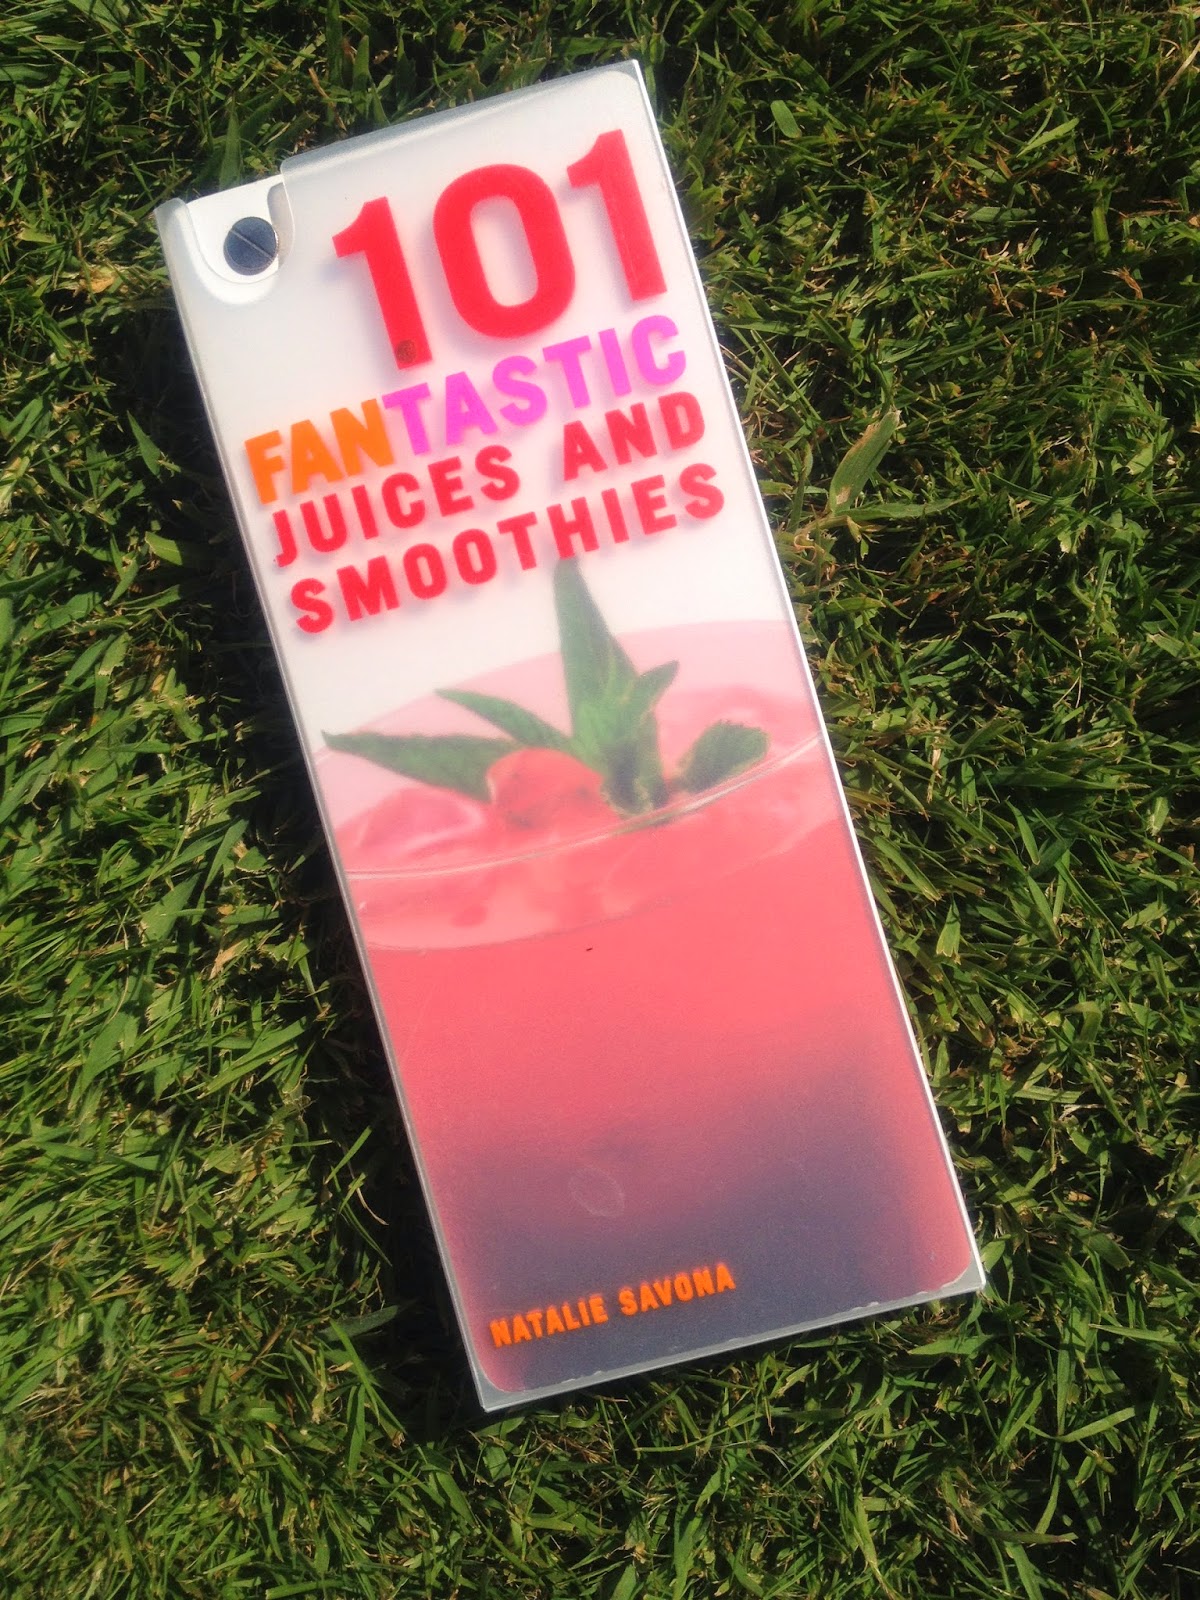 101
FANTASTIC
JUICES AND
SMOOTHIES
NATALIE SAVONA